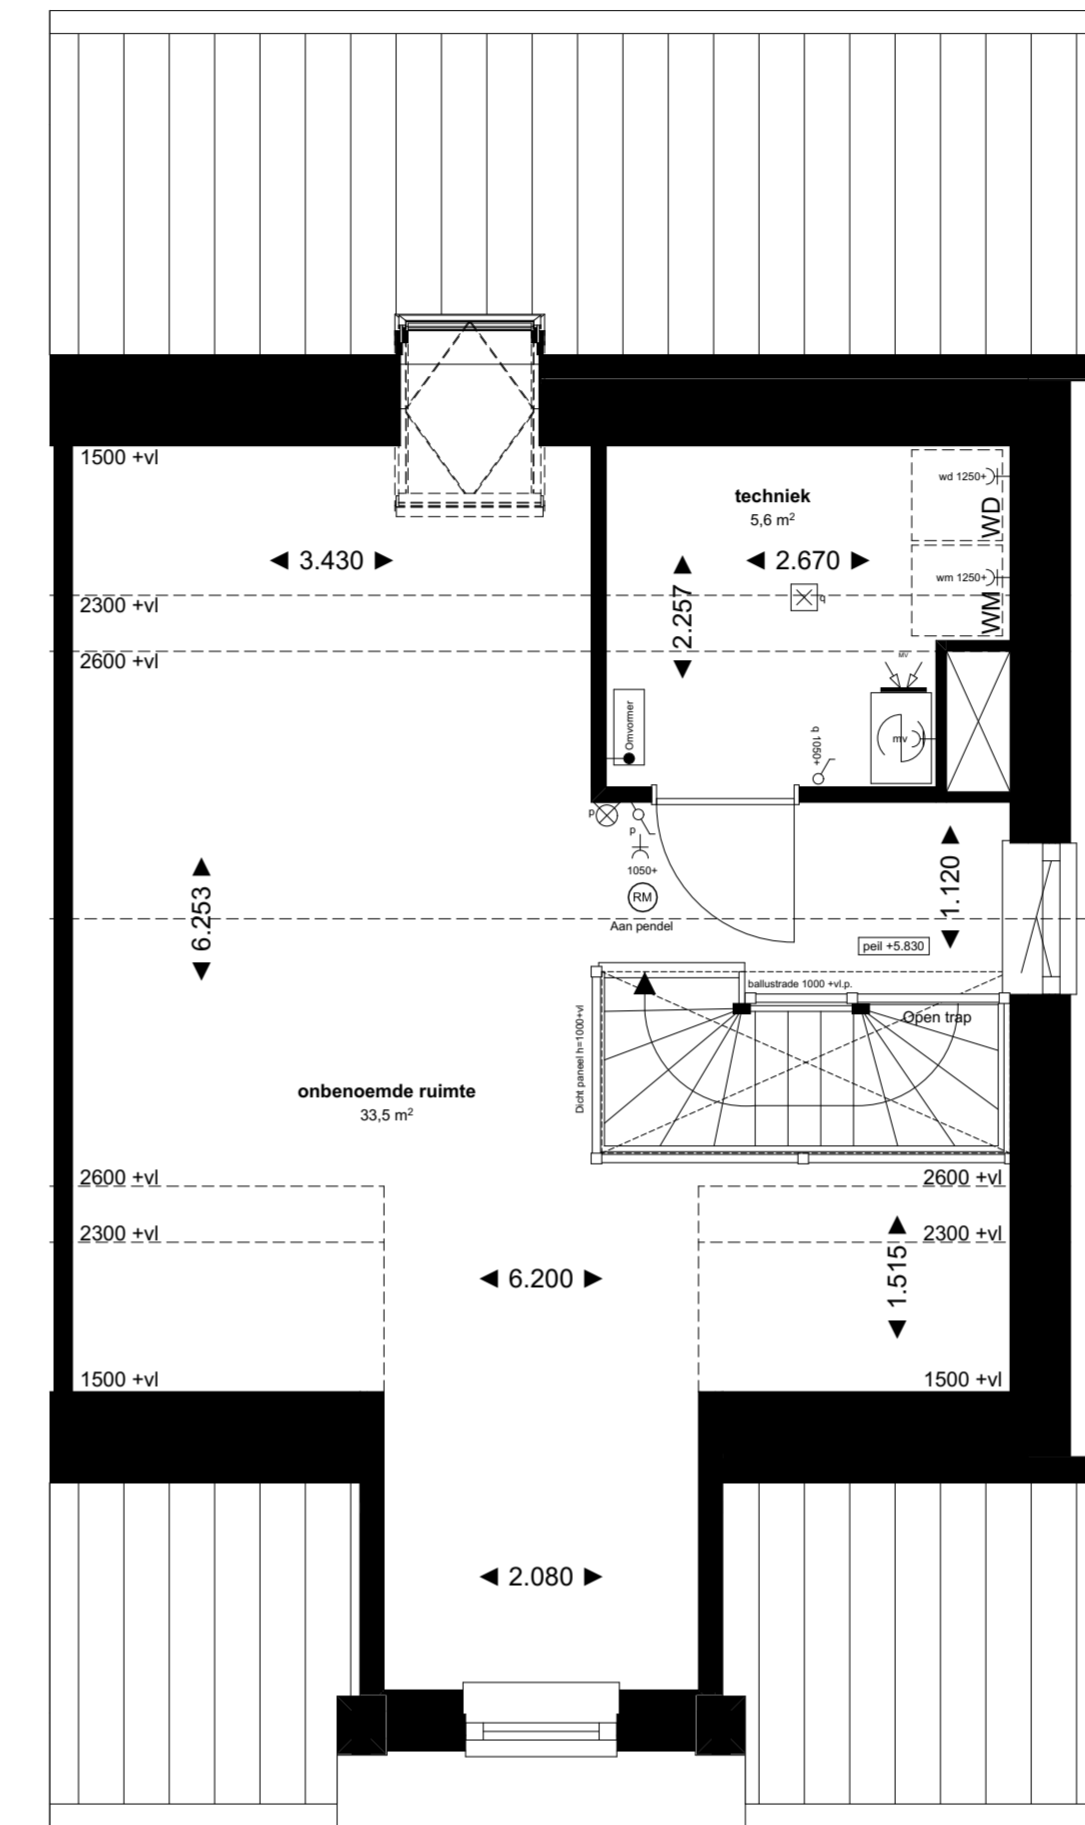 1500 +vl
techniek
5,6 m²
wd 1250+
WD
3.430
2.670
wm 1250+
WM
2300 +vl
q
2.257
2600 +vl
MV
Omvormer
mv
q 1050+
p
p
1050+
RM
Aan pendel
1.120
6.253
peil +5.830
ballustrade 1000 +vl.p.
Open trap
Dicht paneel h=1000+vl
onbenoemde ruimte
33,5 m²
2600 +vl
2600 +vl
2300 +vl
2300 +vl
6.200
1.515
1500 +vl
1500 +vl
2.080